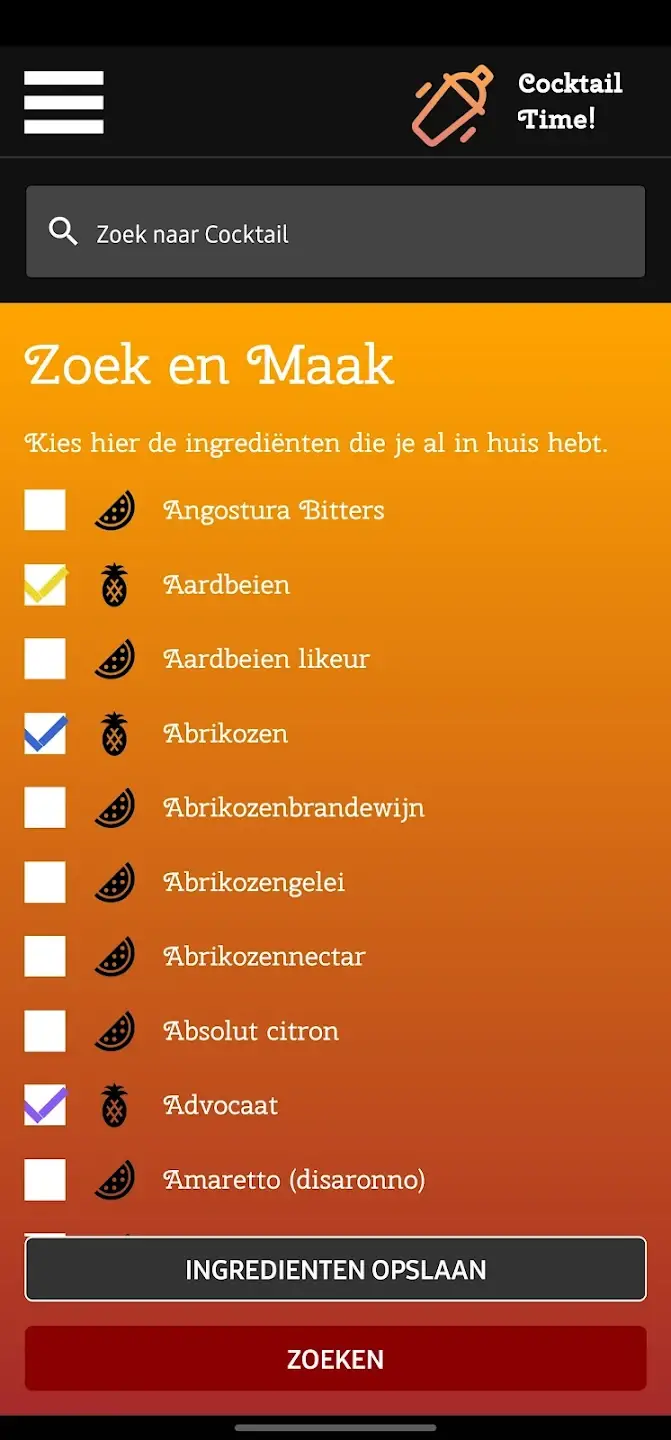 Cocktail
Time!
Zoek naar Cocktail
Zoek en Maak
Kies hier de ingrediënten die je al in huis hebt.
Angostura Bitters
Aardbeien
Aardbeien likeur
Abrikozen
Abrikozenbrandewijn
Abrikozengelei
Abrikozennectar
Absolut citron
Advocaat
Amaretto (disaronno)
INGREDIENTEN OPSLAAN
ZOEKEN